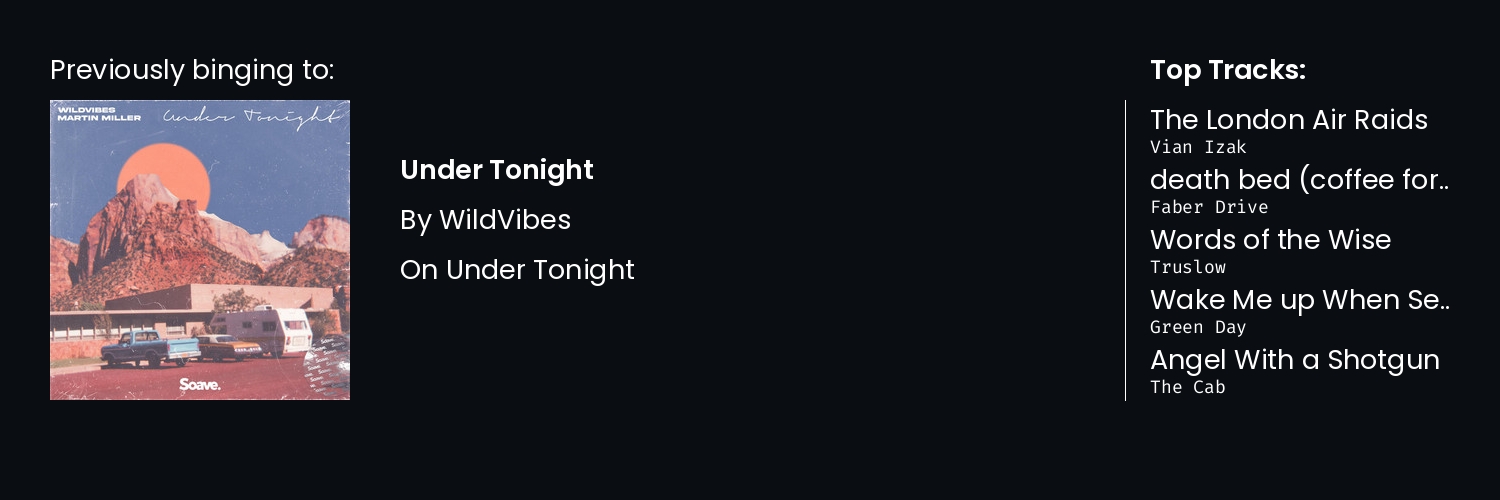 Previously binging to:
WILDVIBES
MARTIN MILLER
Under Tonight
Soave.
Under Tonight
By WildVibes
On Under Tonight
Top Tracks:
The London Air Raids
Vian Izak
death bed (coffee for..
Faber Drive
Words of the Wise
Truslow
Wake Me up When Se..
Green Day
Angel With a Shotgun
The Cab